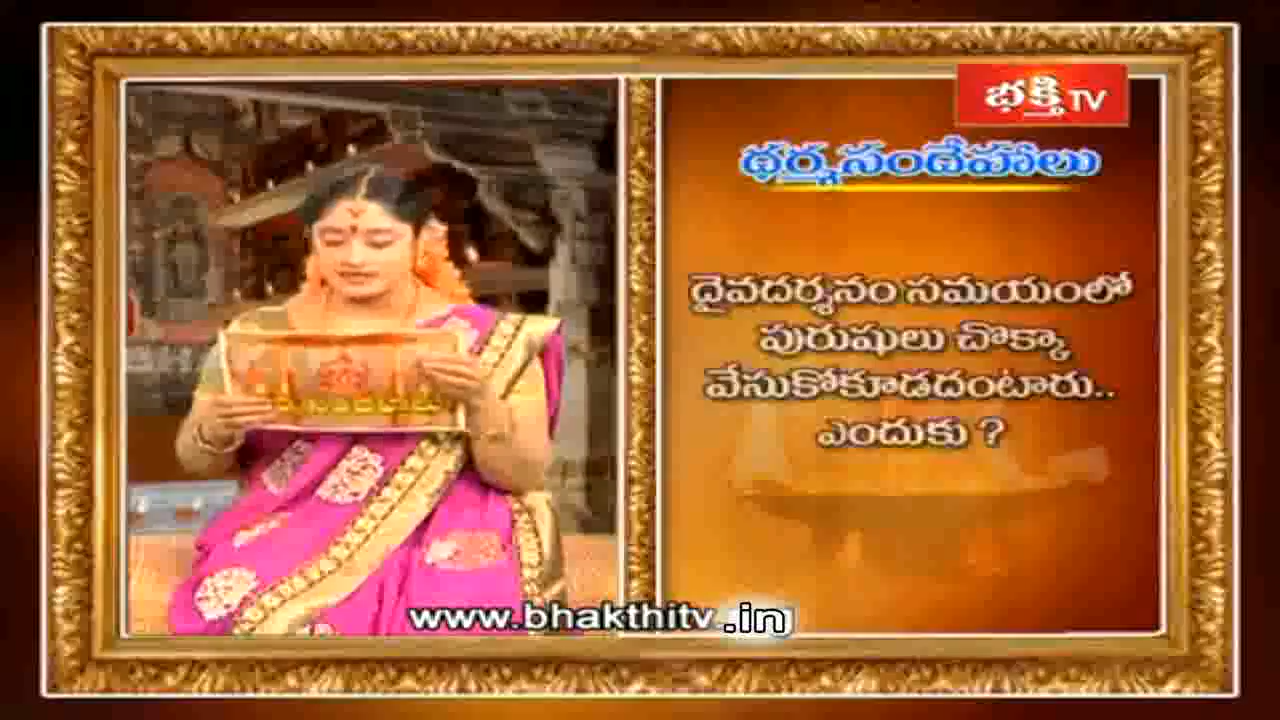 భక్తి TV
ధర్మసందేహాలు
దైవదర్శనం సమయంలో
పురుషులు చొక్కా
వేసుకోకూడదంటారు..
ఎందుకు ?
www.bhakthitv.in